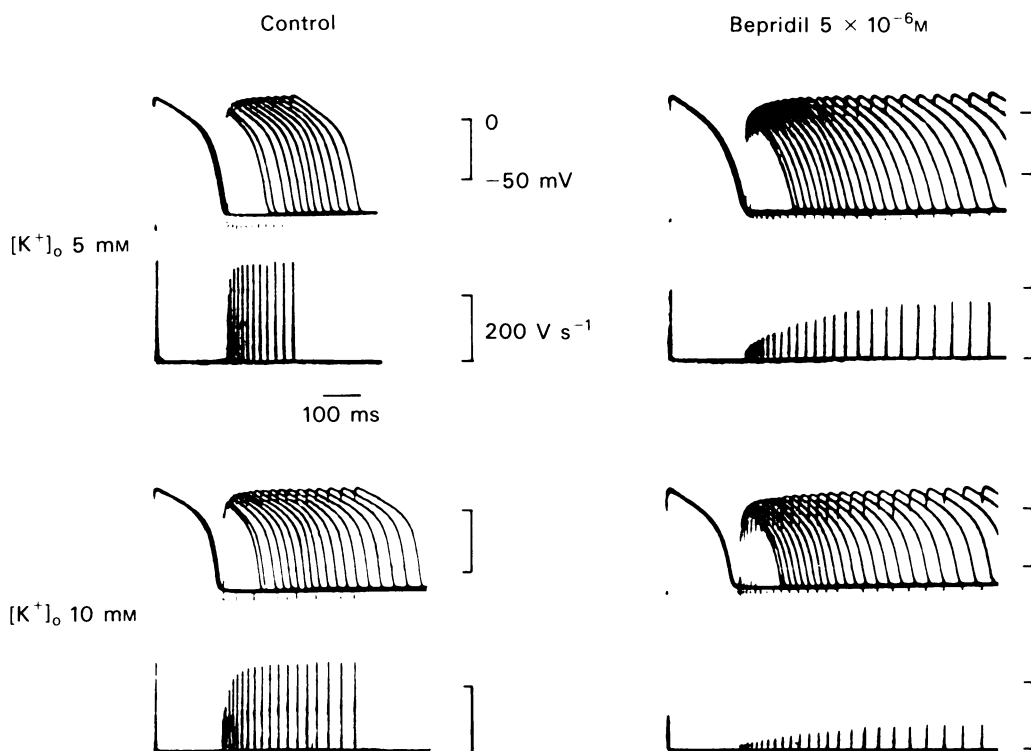 Control
Bepridil 5 × 10⁻⁶M
0
−50 mV
[K⁺]ₒ 5 mM
200 V s⁻¹
100 ms
[K⁺]ₒ 10 mM